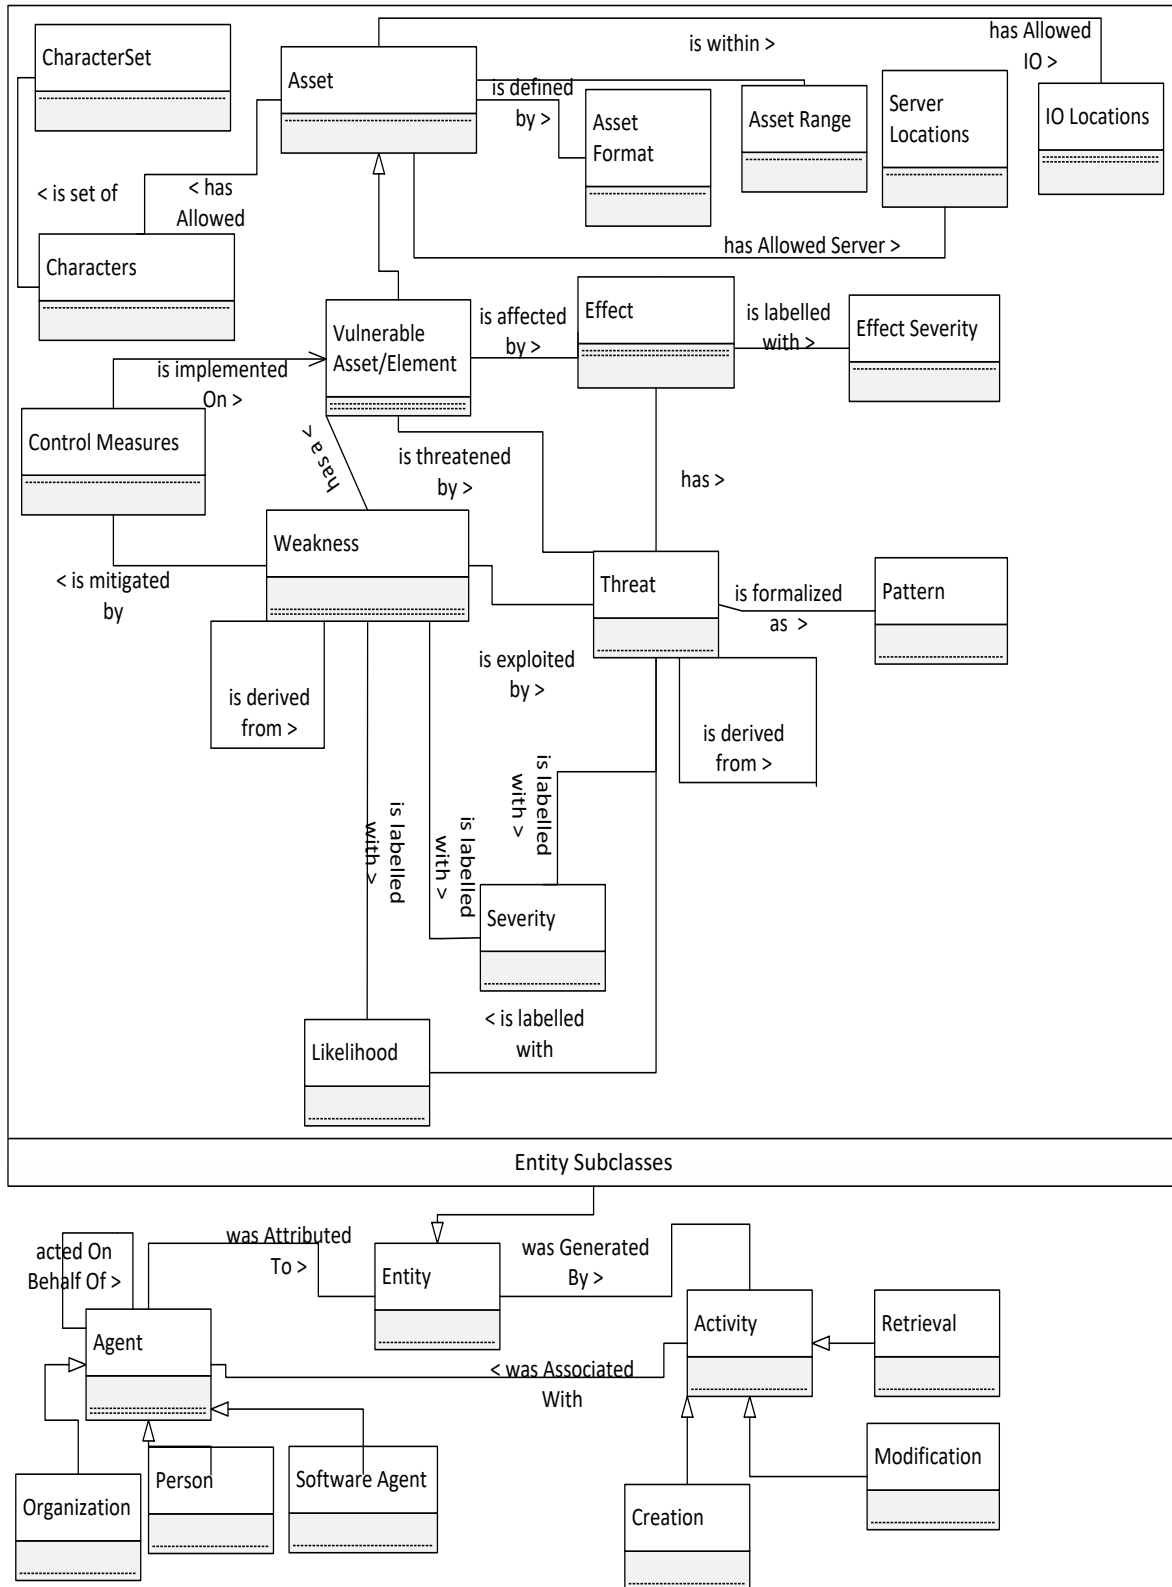 has Allowed
IO >
is within >
CharacterSet
Asset
is defined
by >
Asset
Format
Asset Range
Server
Locations
IO Locations
< is set of
< has
Allowed
has Allowed Server >
Characters
Vulnerable
Asset/Element
is affected
by >
Effect
is labelled
with >
Effect Severity
is implemented
On >
Control Measures
has a <
is threatened
by >
has >
Weakness
< is mitigated
by
Threat
is formalized
as >
Pattern
is exploited
by >
is derived
from >
is derived
from >
is labelled
with >
is labelled
with >
is labelled
with >
Severity
< is labelled
with
Likelihood
Entity Subclasses
acted On
Behalf Of >
was Attributed
To >
Entity
was Generated
By >
Agent
Activity
Retrieval
< was Associated
With
Organization
Person
Software Agent
Creation
Modification